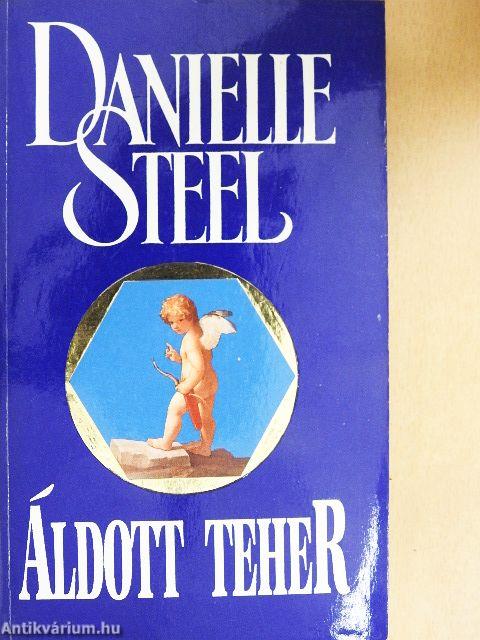 DANIELLE
STEEL
ÁLDOTT TEHER
Antikvárium.hu